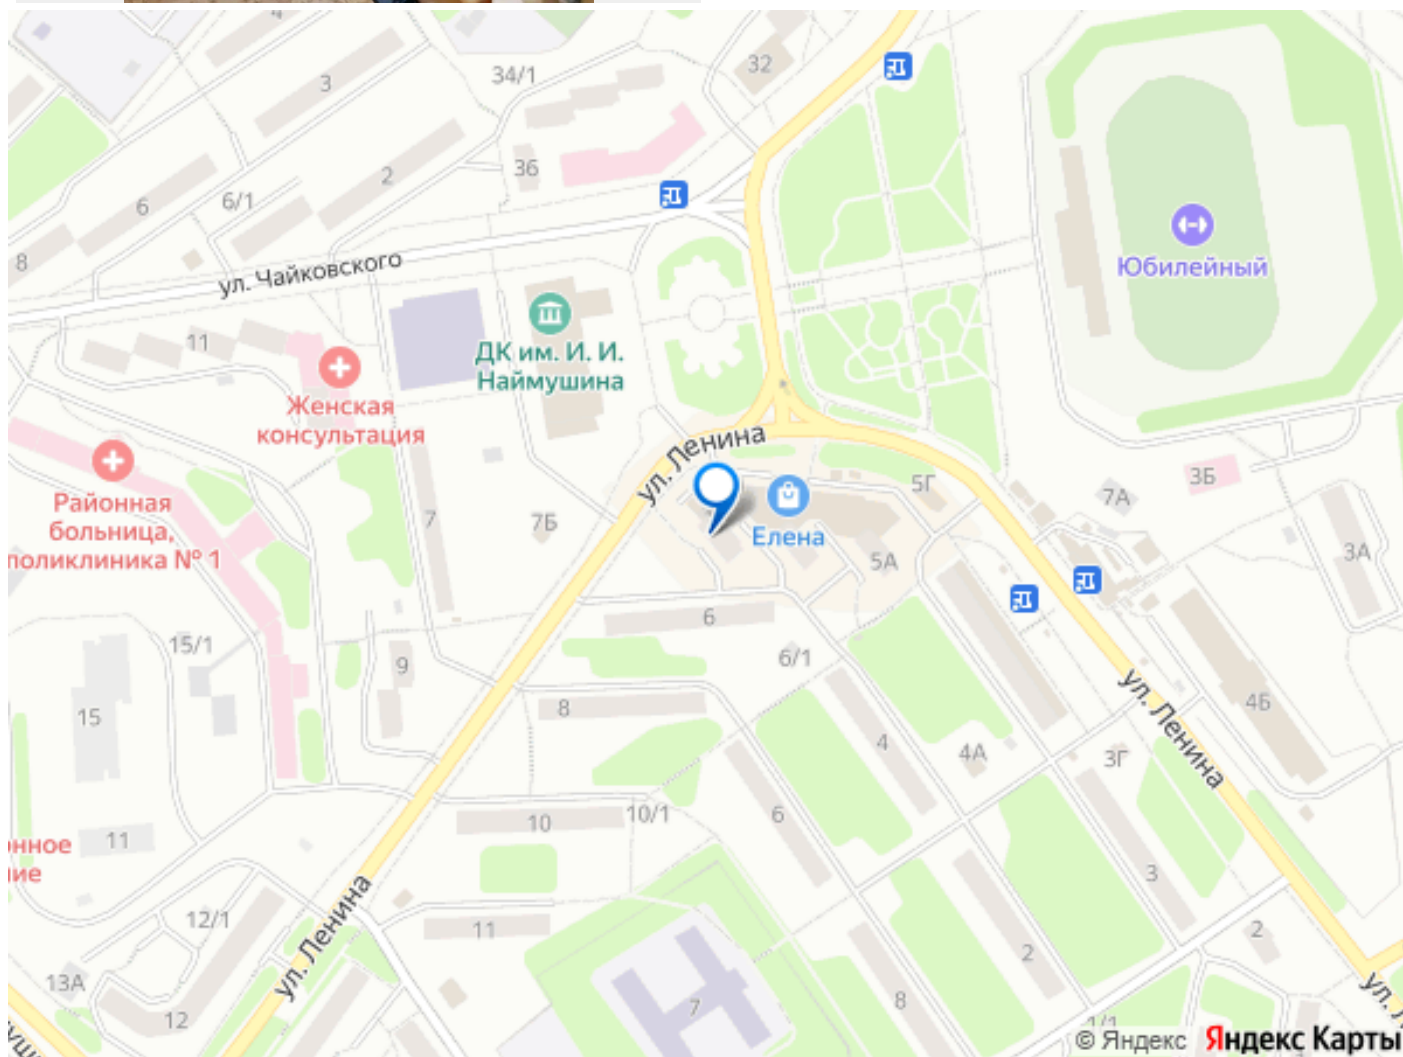 32
34/1
3
36
2
6
6/1
8
ул. Чайковского
Юбилейный
ДК им. И. И.
Наймушина
11
Женская
консультация
Районная
больница,
поликлиника № 1
ул. Ленина
5Г
Елена
5А
7
7Б
7А
3Б
3А
6
6/1
15/1
9
15
8
4
4А
3Г
4Б
ул. Ленина
6
10/1
10
11
3
2
2
12/1
ул. Ленина
11
13А
12
7
8
1/1
© Яндекс
Яндекс Карты